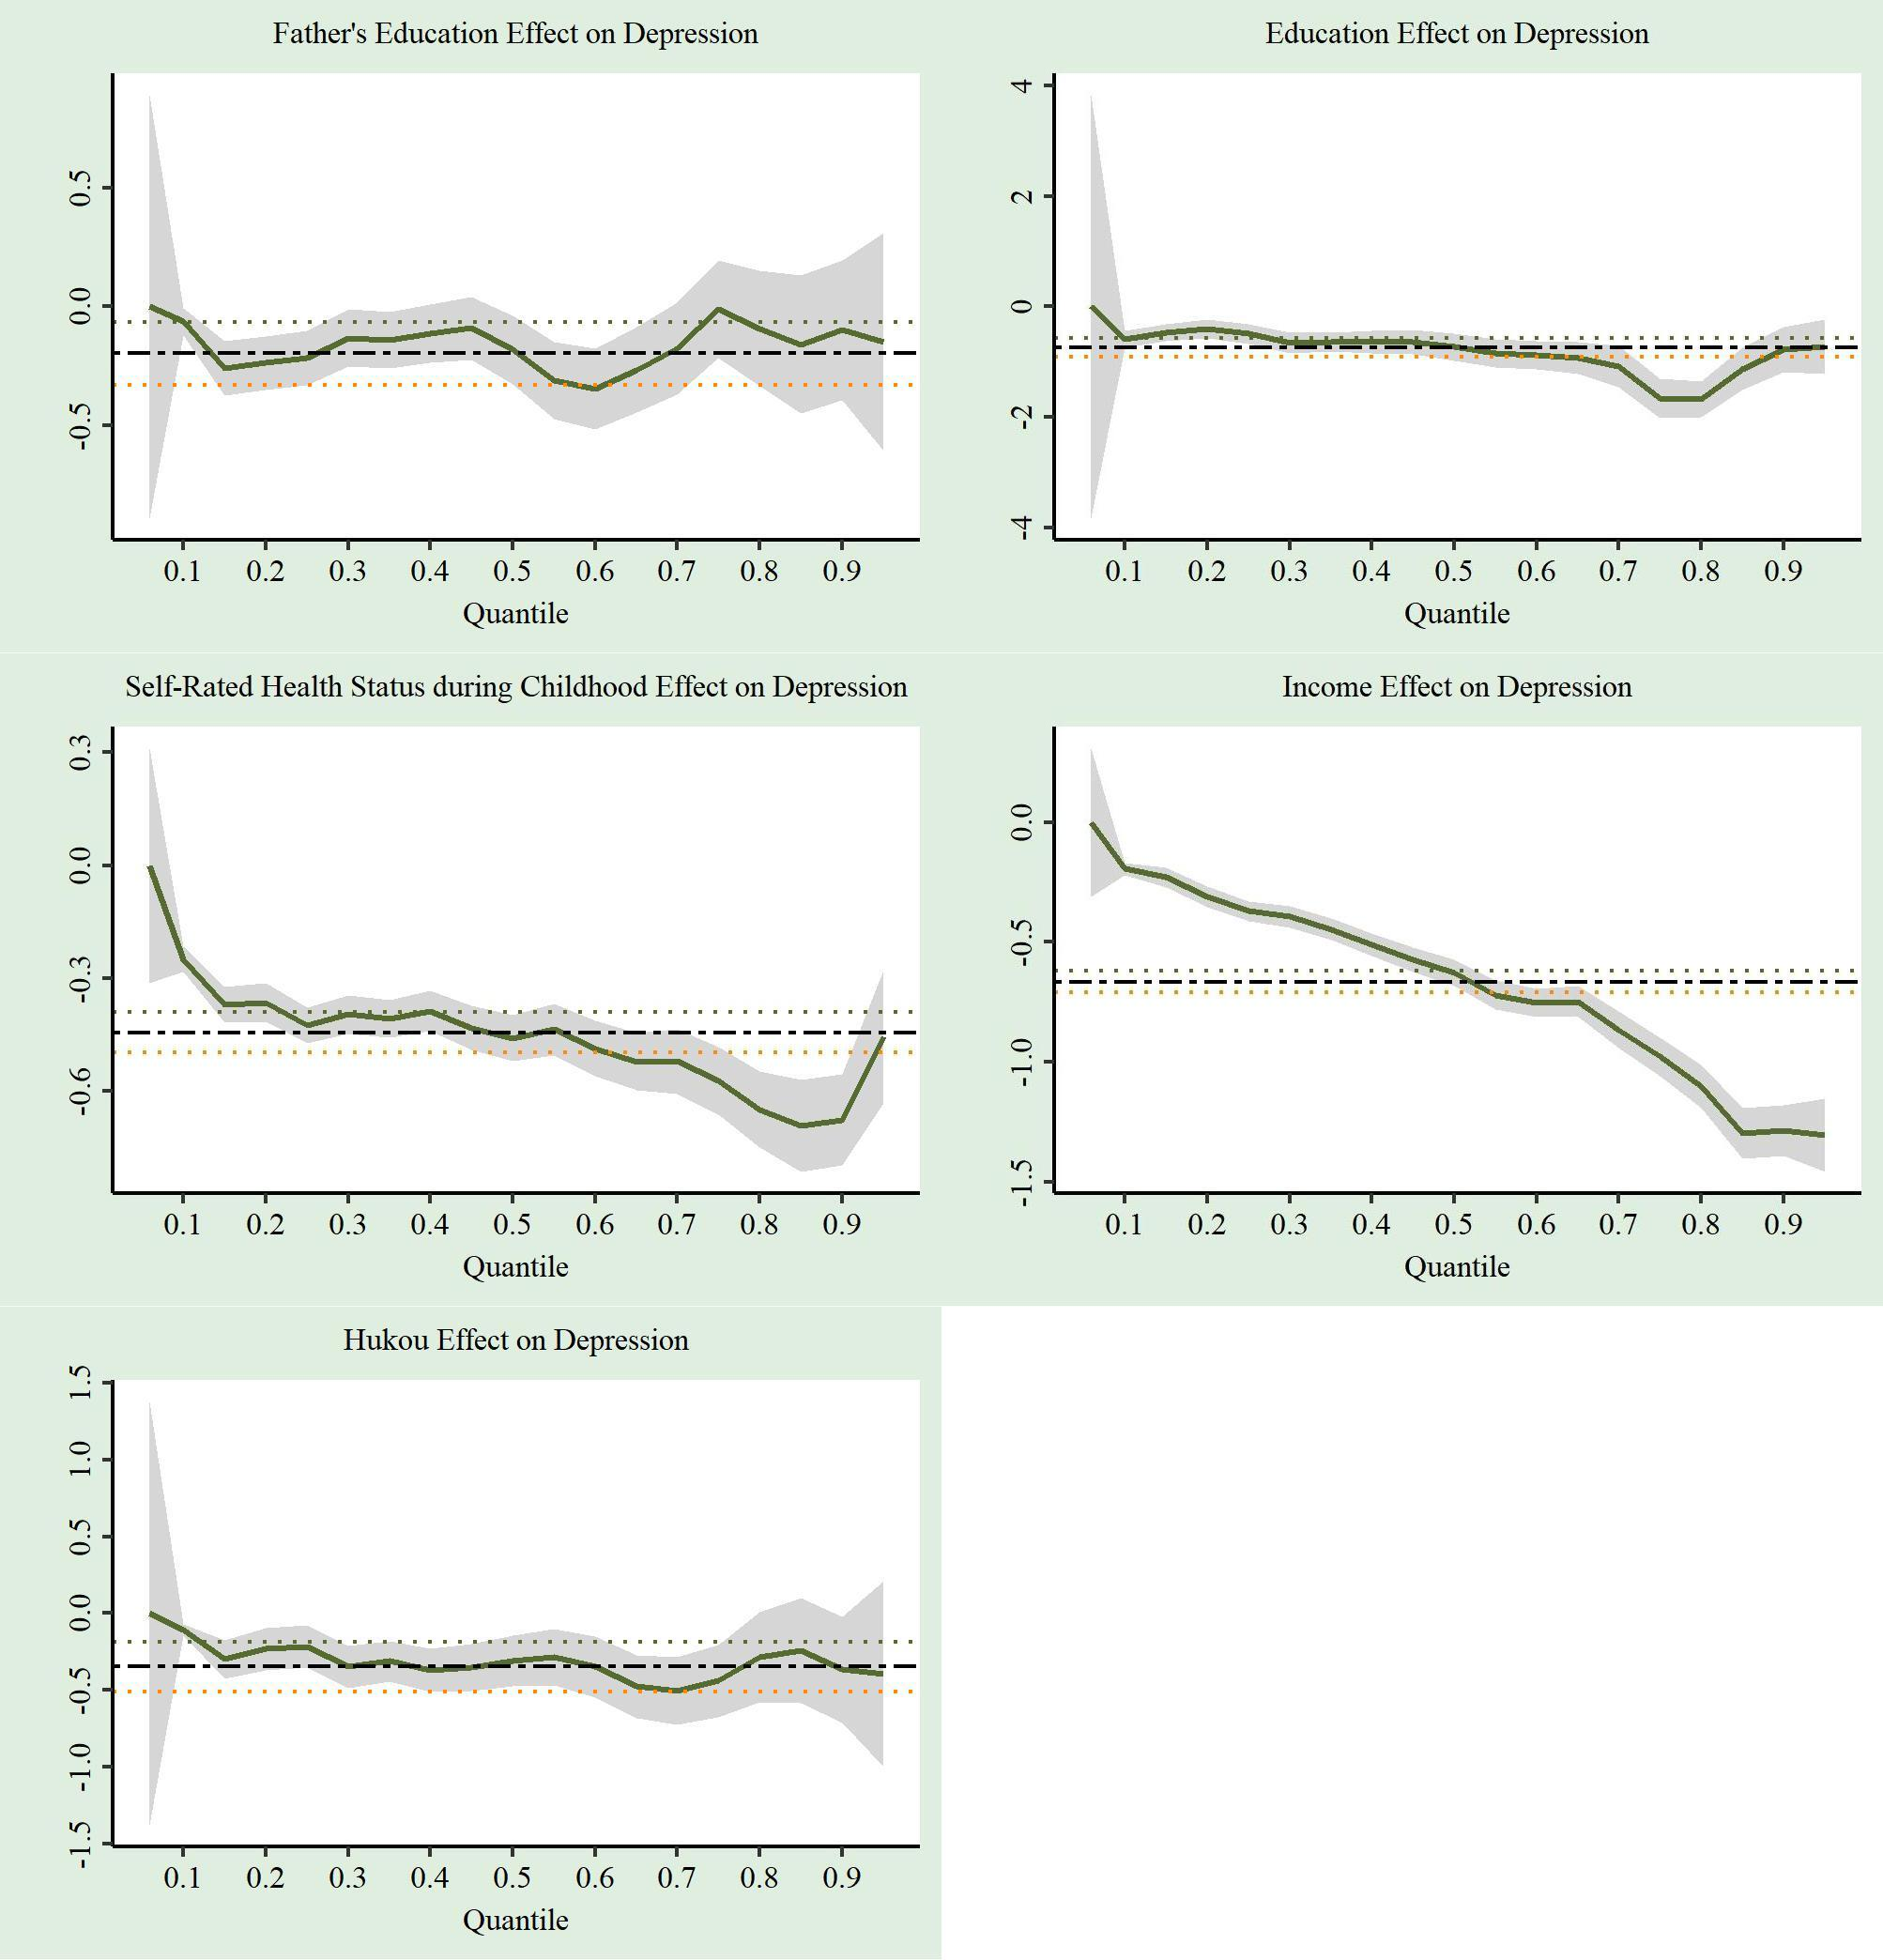 Father's Education Effect on Depression
0.5
0.0
-0.5
0.1 0.2 0.3 0.4 0.5 0.6 0.7 0.8 0.9
Quantile
Education Effect on Depression
4
2
0
-2
-4
0.1 0.2 0.3 0.4 0.5 0.6 0.7 0.8 0.9
Quantile
Self-Rated Health Status during Childhood Effect on Depression
0.3
0.0
-0.3
-0.6
0.1 0.2 0.3 0.4 0.5 0.6 0.7 0.8 0.9
Quantile
Income Effect on Depression
0.0
-0.5
-1.0
-1.5
0.1 0.2 0.3 0.4 0.5 0.6 0.7 0.8 0.9
Quantile
Hukou Effect on Depression
1.5
1.0
0.5
0.0
-0.5
-1.0
-1.5
0.1 0.2 0.3 0.4 0.5 0.6 0.7 0.8 0.9
Quantile